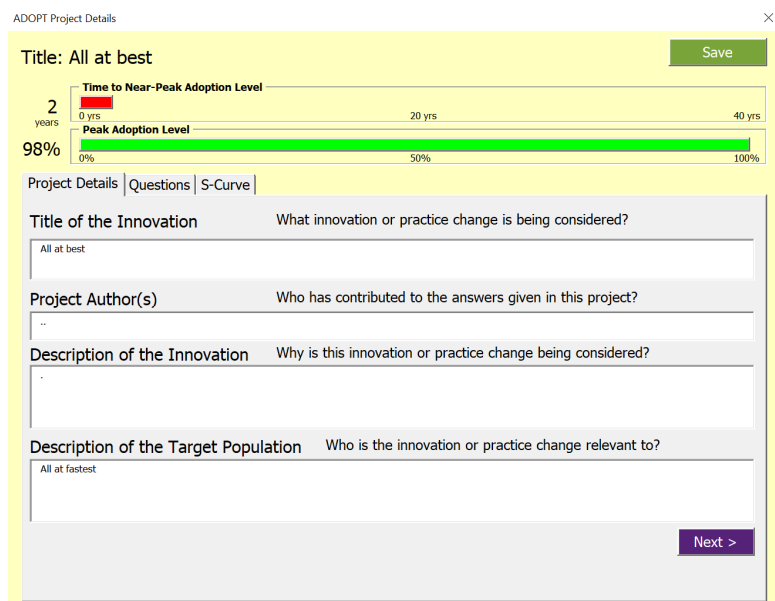 ADOPT Project Details
Title: All at best
Save
Time to Near-Peak Adoption Level
2
years
0 yrs 20 yrs 40 yrs
Peak Adoption Level
98%
0% 50% 100%
Project Details Questions S-Curve
Title of the Innovation What innovation or practice change is being considered?
All at best
Project Author(s) Who has contributed to the answers given in this project?
..
Description of the Innovation Why is this innovation or practice change being considered?
.
Description of the Target Population Who is the innovation or practice change relevant to?
All at fastest
Next >